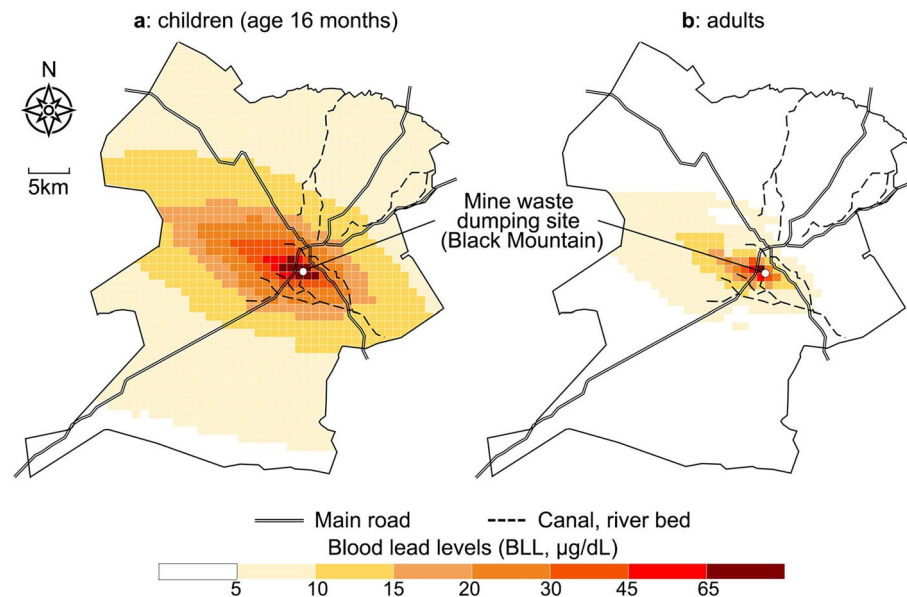 a: children (age 16 months)
b: adults
N
5km
Mine waste
dumping site
(Black Mountain)
Main road
Canal, river bed
Blood lead levels (BLL, µg/dL)
5 10 15 20 30 45 65